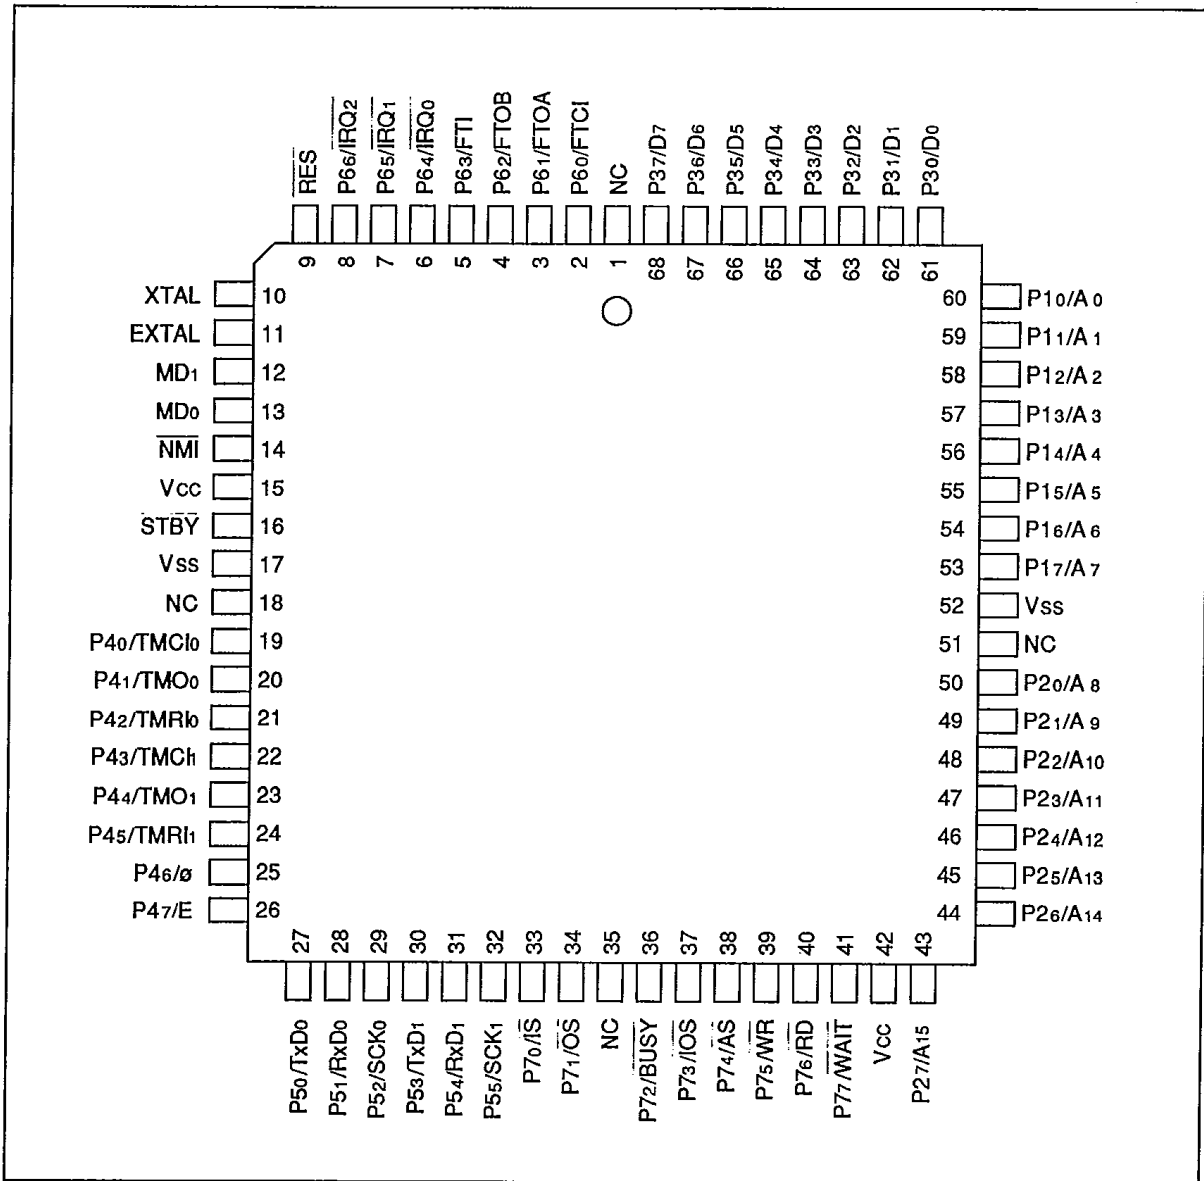 RES
P66/IRQ2
P65/IRQ1
P64/IRQ0
P63/FTI
P62/FTOB
P61/FTOA
P60/FTCI
NC
P37/D7
P36/D6
P35/D5
P34/D4
P33/D3
P32/D2
P31/D1
P30/D0
9 8 7 6 5 4 3 2 1 68 67 66 65 64 63 62 61
XTAL 10
EXTAL 11
MD1 12
MD0 13
NMI 14
Vcc 15
STBY 16
Vss 17
NC 18
P40/TMCI0 19
P41/TMO0 20
P42/TMRI0 21
P43/TMCI1 22
P44/TMO1 23
P45/TMRI1 24
P46/ø 25
P47/E 26
60 P10/A0
59 P11/A1
58 P12/A2
57 P13/A3
56 P14/A4
55 P15/A5
54 P16/A6
53 P17/A7
52 Vss
51 NC
50 P20/A8
49 P21/A9
48 P22/A10
47 P23/A11
46 P24/A12
45 P25/A13
44 P26/A14
27 28 29 30 31 32 33 34 35 36 37 38 39 40 41 42 43
P50/TxD0
P51/RxD0
P52/SCK0
P53/TxD1
P54/RxD1
P55/SCK1
P70/IS
P71/OS
NC
P72/BUSY
P73/IOS
P74/AS
P75/WR
P76/RD
P77/WAIT
Vcc
P27/A15